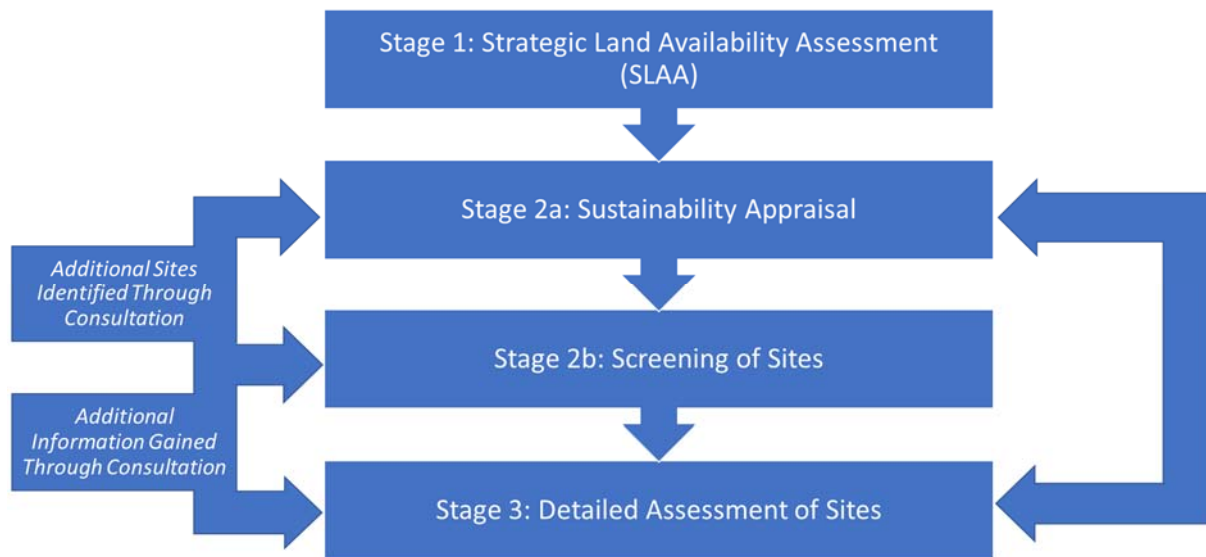 Stage 1: Strategic Land Availability Assessment
(SLAA)
Stage 2a: Sustainability Appraisal
Additional Sites
Identified Through
Consultation
Stage 2b: Screening of Sites
Additional
Information Gained
Through Consultation
Stage 3: Detailed Assessment of Sites